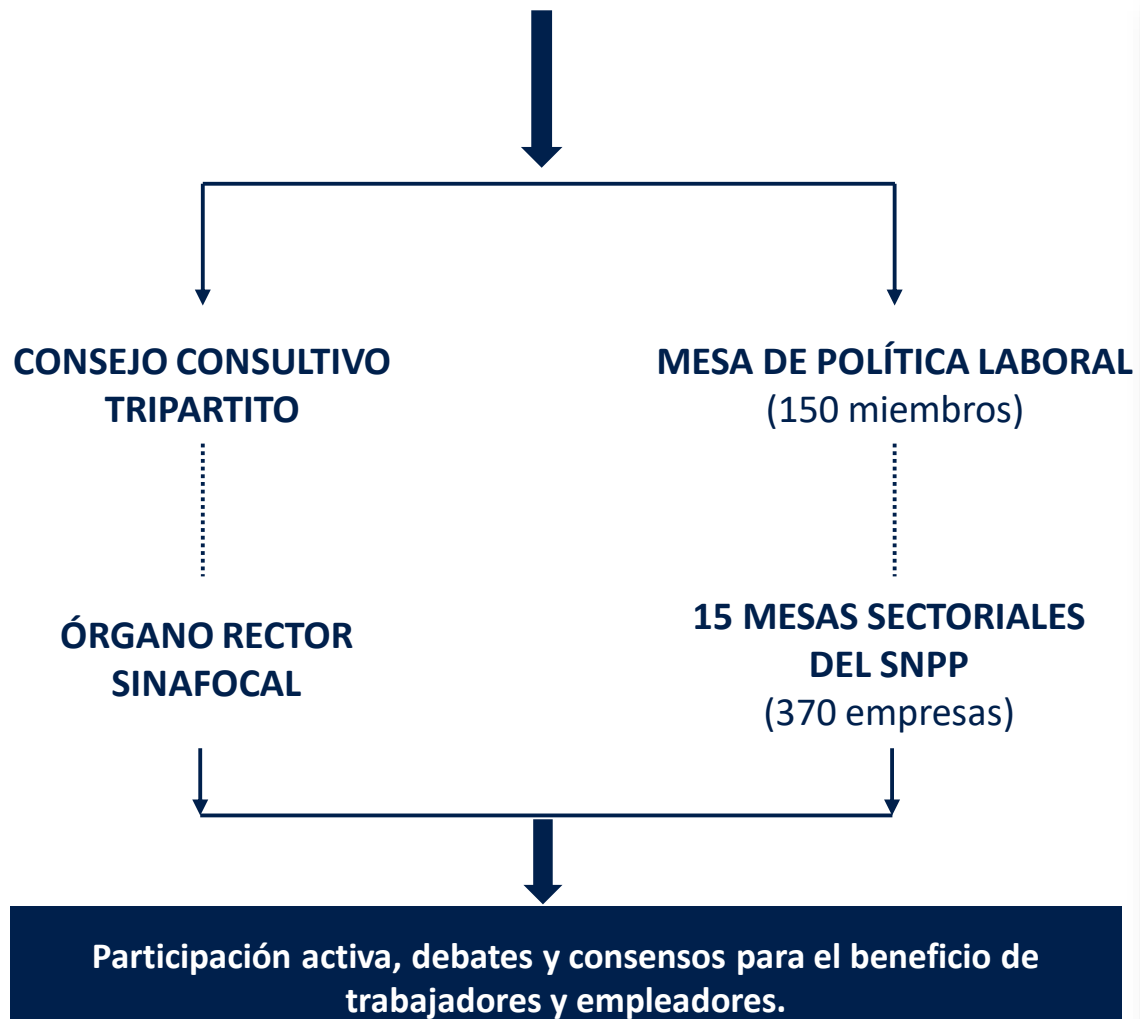 CONSEJO CONSULTIVO
TRIPARTITO
MESA DE POLÍTICA LABORAL
(150 miembros)
ÓRGANO RECTOR
SINAFOCAL
15 MESAS SECTORIALES
DEL SNPP
(370 empresas)
Participación activa, debates y consensos para el beneficio de
trabajadores y empleadores.